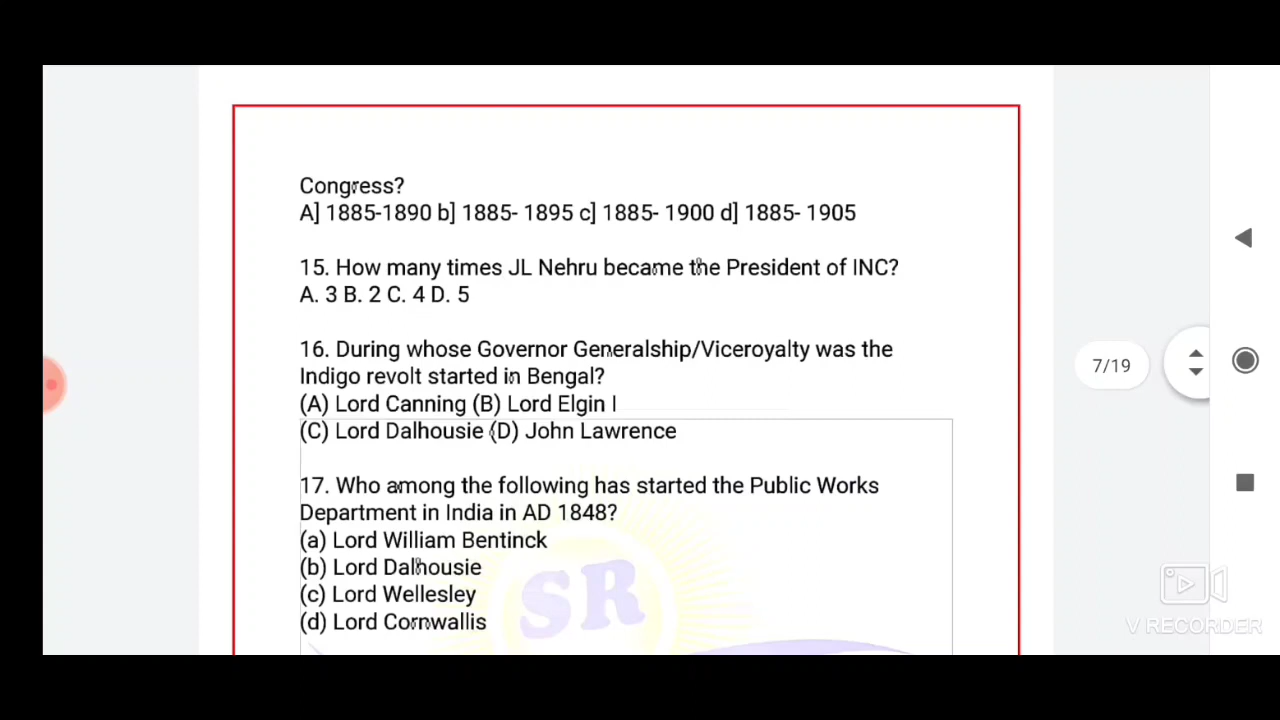 Congress?
A] 1885-1890 b] 1885- 1895 c] 1885- 1900 d] 1885- 1905
15. How many times JL Nehru became the President of INC?
A. 3 B. 2 C. 4 D. 5
16. During whose Governor Generalship/Viceroyalty was the
Indigo revolt started in Bengal?
(A) Lord Canning (B) Lord Elgin I
(C) Lord Dalhousie (D) John Lawrence
17. Who among the following has started the Public Works
Department in India in AD 1848?
(a) Lord William Bentinck
(b) Lord Dalhousie
(c) Lord Wellesley
(d) Lord Cornwallis
SR
7/19
V RECORDER